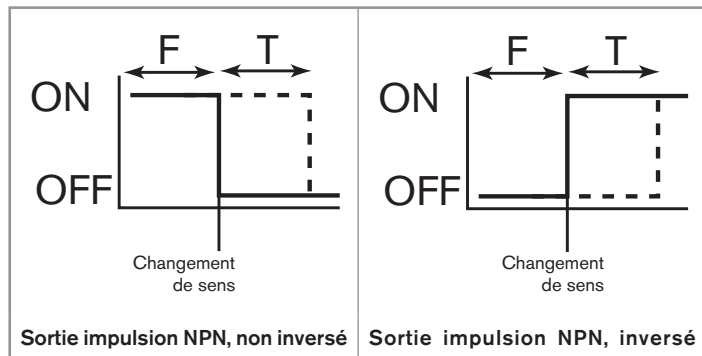 F T
ON
OFF
Changement
de sens
Sortie impulsion NPN, non inversé
F T
ON
OFF
Changement
de sens
Sortie impulsion NPN, inversé